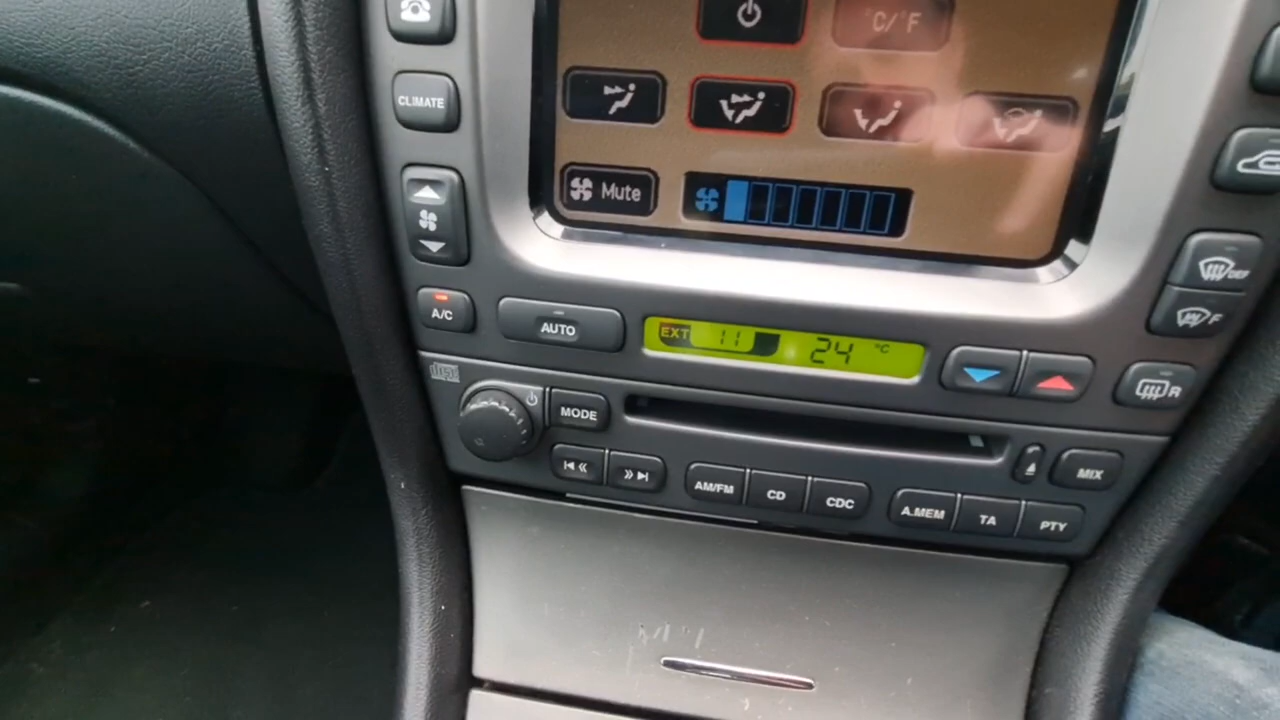 °C/°F
CLIMATE
Mute
A/C
AUTO
EXT 11 24 °C
DEF
F
R
MODE
MIX
AM/FM CD CDC
A.MEM TA PTY